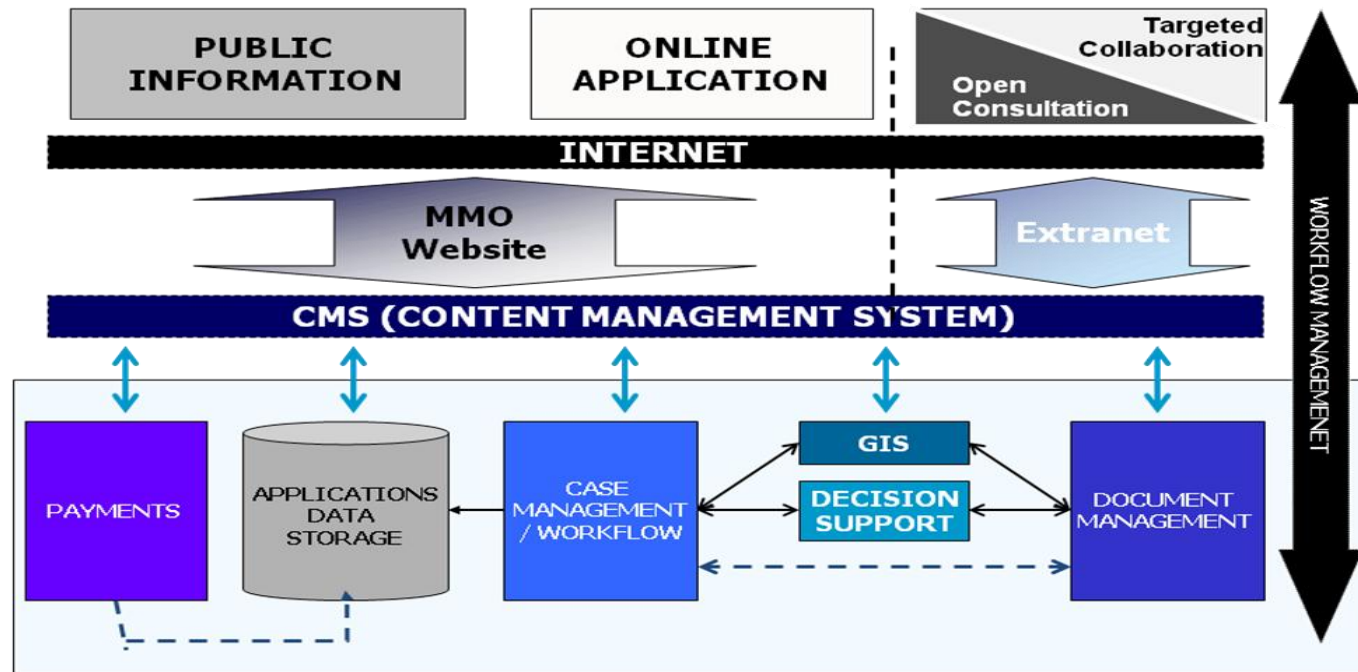 PUBLIC
INFORMATION
ONLINE
APPLICATION
Targeted
Collaboration
Open
Consultation
INTERNET
MMO
Website
Extranet
CMS (CONTENT MANAGEMENT SYSTEM)
WORKFLOW MANAGEMENET
PAYMENTS
APPLICATIONS
DATA
STORAGE
CASE
MANAGEMENT
/ WORKFLOW
GIS
DECISION
SUPPORT
DOCUMENT
MANAGEMENT